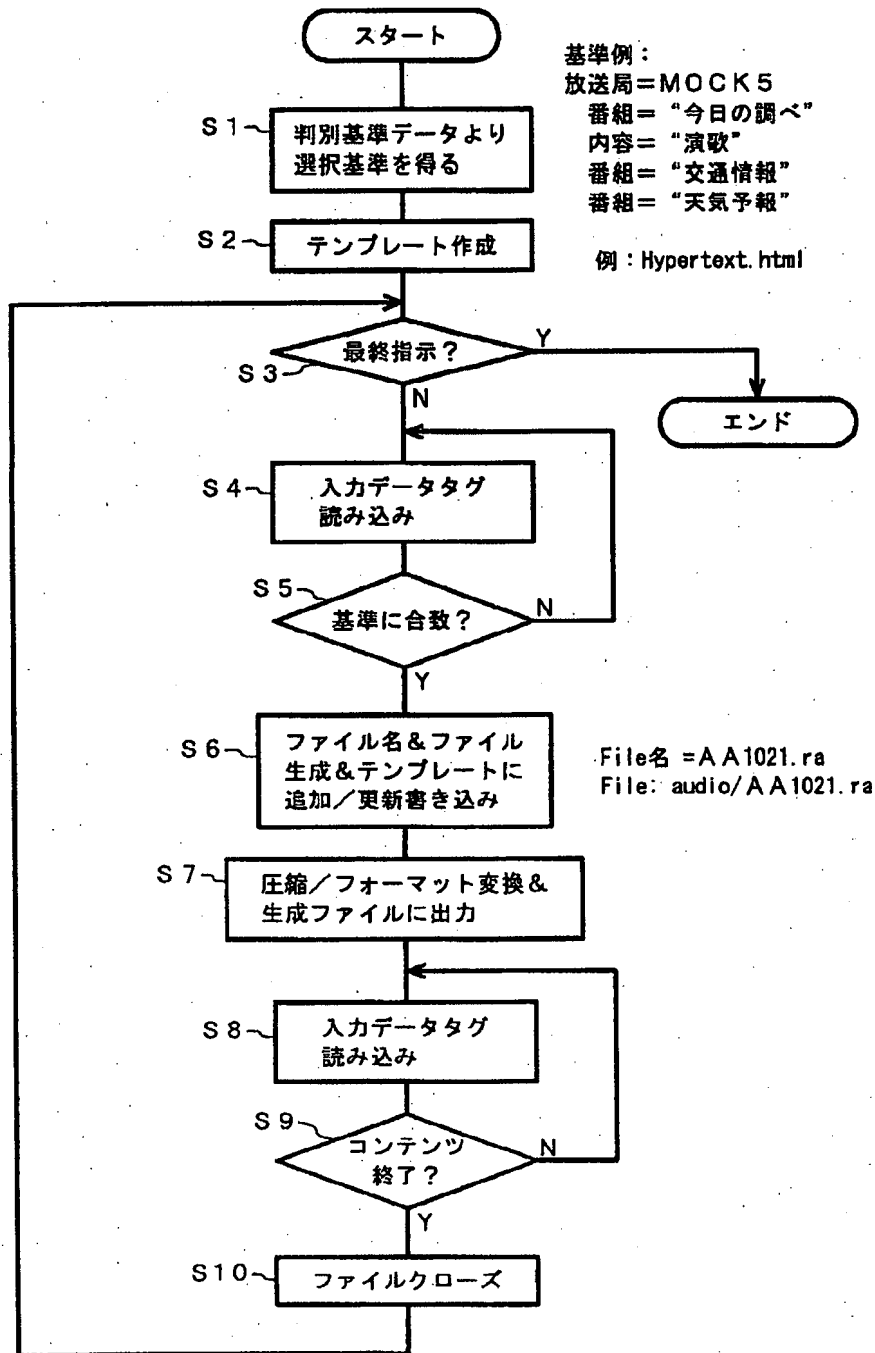 スタート
基準例：
放送局＝ＭＯＣＫ５
番組＝“今日の調べ”
内容＝“演歌”
番組＝“交通情報”
番組＝“天気予報”
Ｓ１
判別基準データより
選択基準を得る
Ｓ２
テンプレート作成
例：Hypertext.html
最終指示？
Ｙ
Ｓ３
Ｎ
エンド
Ｓ４
入力データタグ
読み込み
Ｓ５
基準に合数？
Ｎ
Ｙ
Ｓ６
ファイル名＆ファイル
生成＆テンプレートに
追加／更新書き込み
File名 =ＡＡ1021.ra
File: audio/ＡＡ1021.ra
Ｓ７
圧縮／フォーマット変換＆
生成ファイルに出力
Ｓ８
入力データタグ
読み込み
Ｓ９
コンテンツ
終了？
Ｎ
Ｙ
Ｓ１０
ファイルクローズ